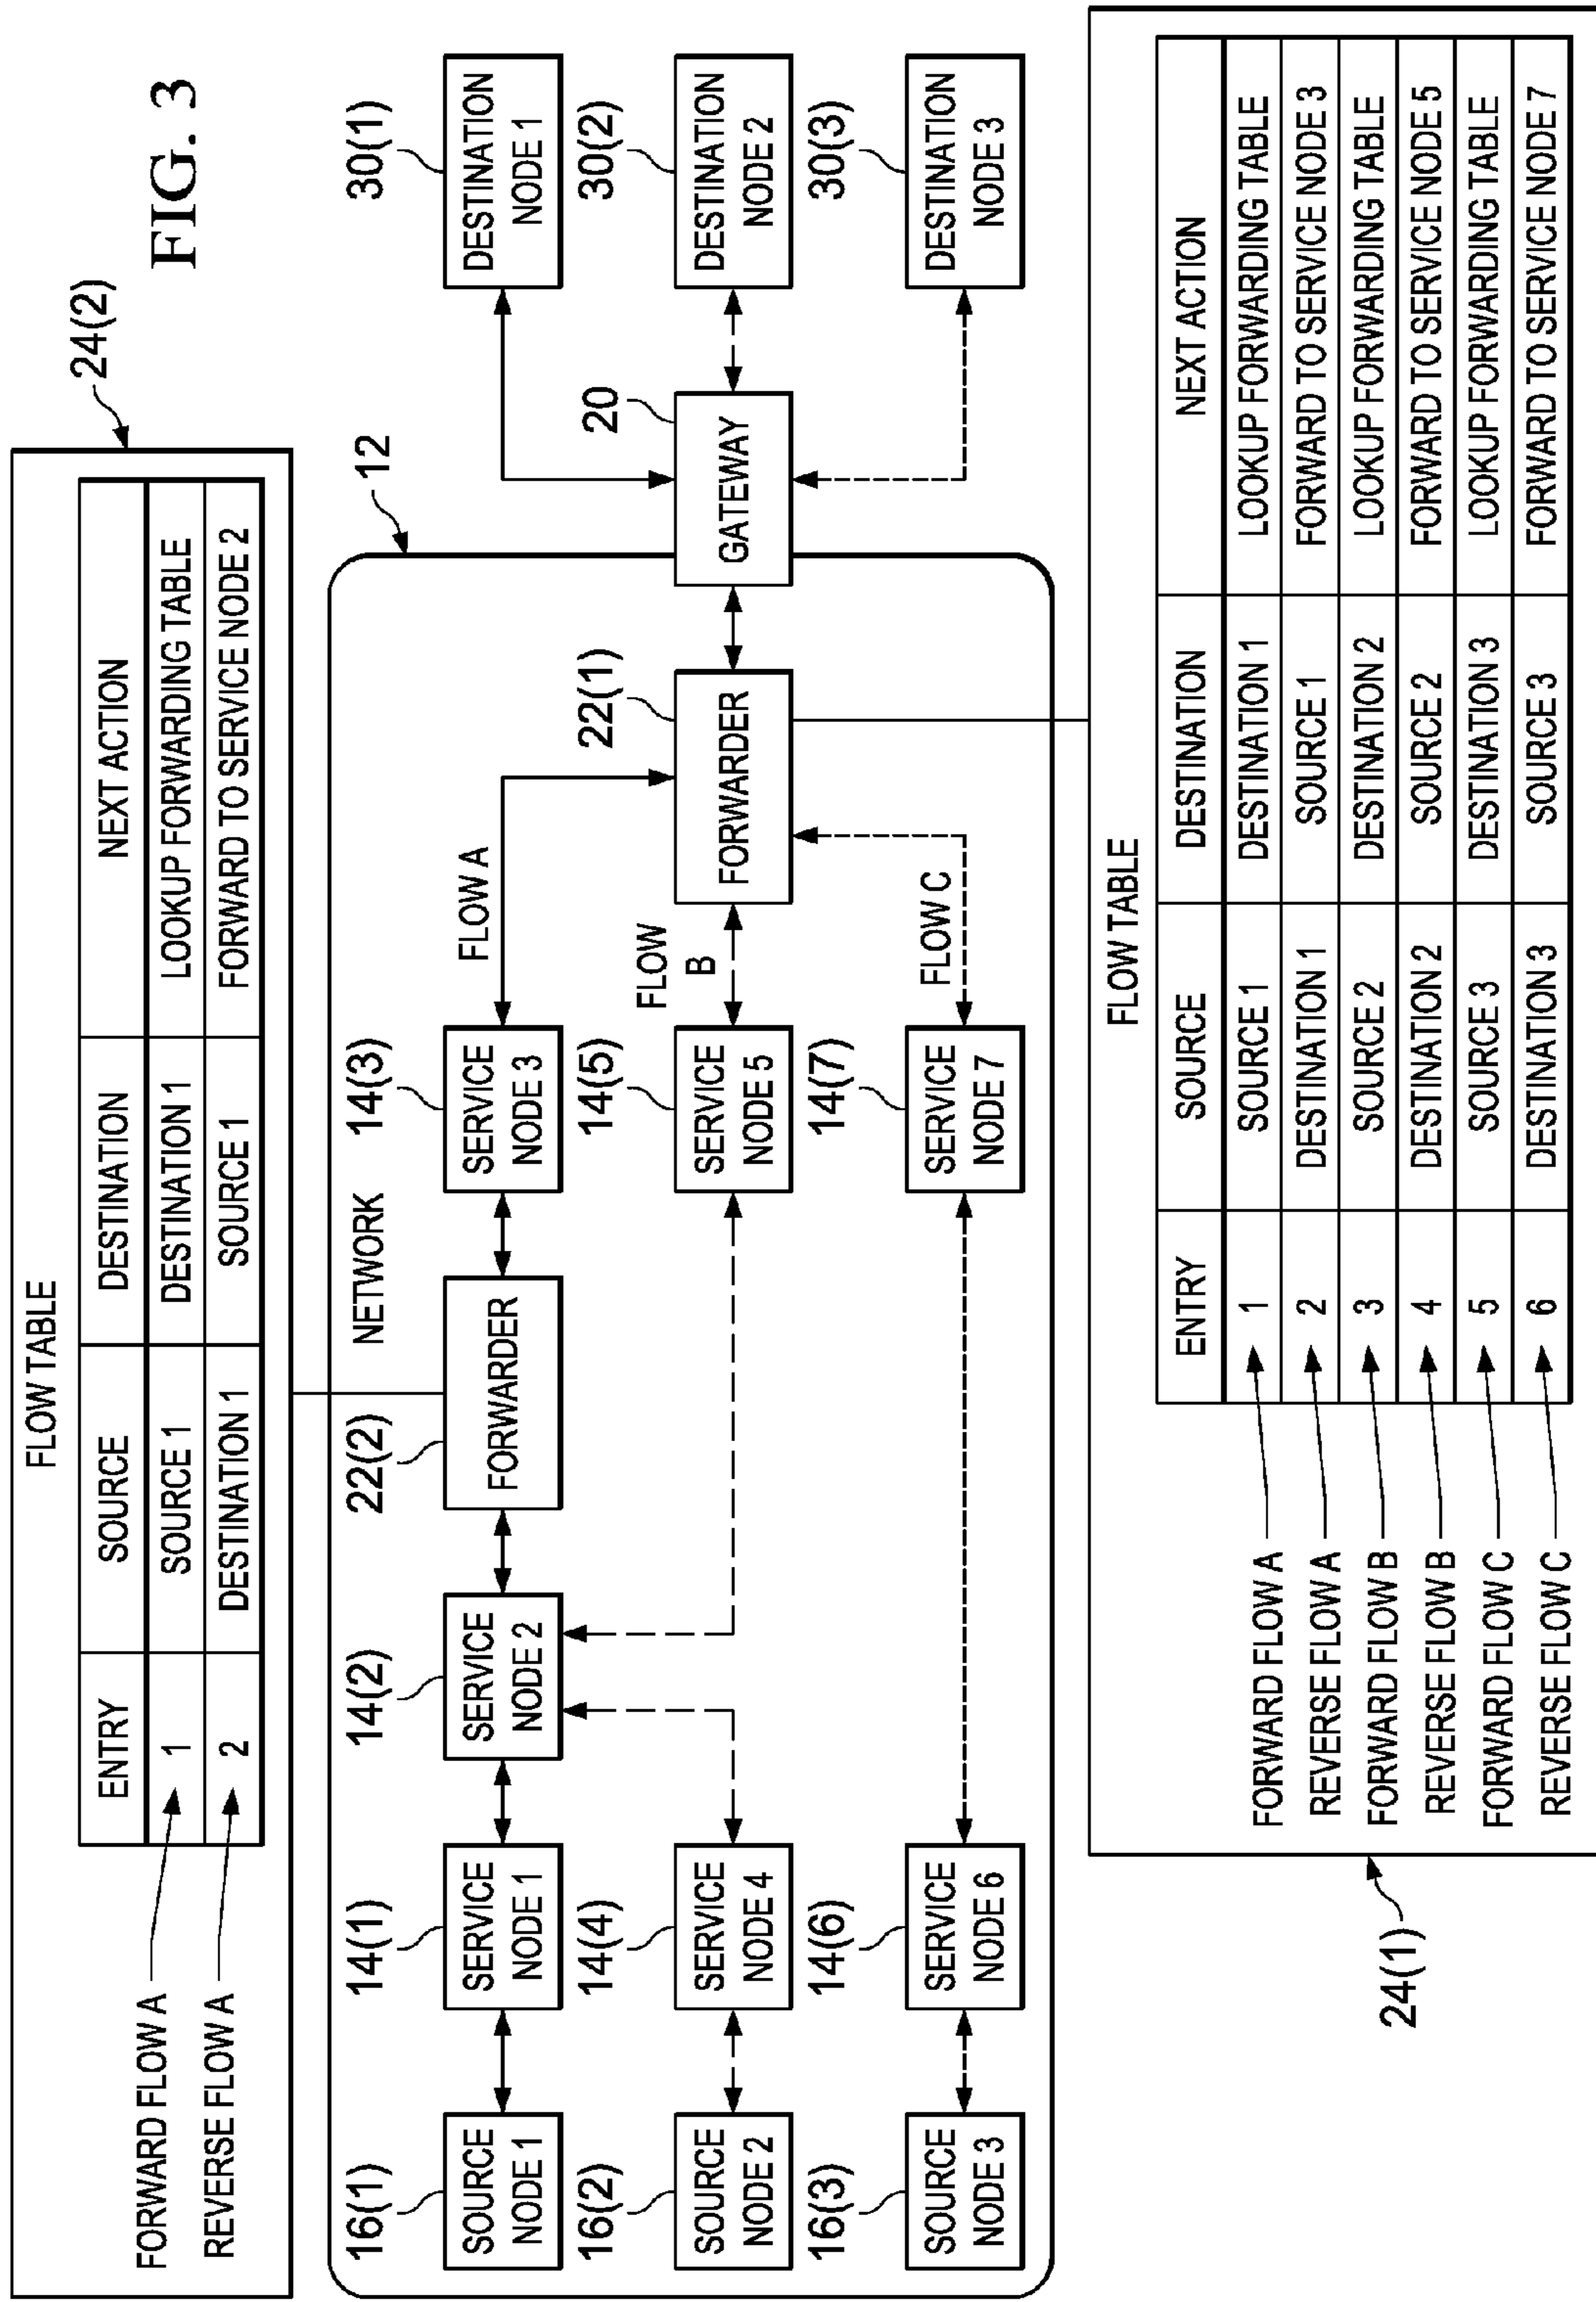 FIG. 3
24(2)
FLOW TABLE
ENTRY SOURCE DESTINATION NEXT ACTION
FORWARD FLOW A 1 SOURCE 1 DESTINATION 1 LOOKUP FORWARDING TABLE
REVERSE FLOW A 2 DESTINATION 1 SOURCE 1 FORWARD TO SERVICE NODE 2
12
NETWORK
16(1)
14(1)
14(2)
22(2)
14(3)
30(1)
SOURCE
NODE 1
SERVICE
NODE 1
SERVICE
NODE 2
FORWARDER
SERVICE
NODE 3
FLOW A
DESTINATION
NODE 1
16(2)
14(4)
14(5)
22(1)
20
30(2)
SOURCE
NODE 2
SERVICE
NODE 4
SERVICE
NODE 5
FLOW
B
FORWARDER
GATEWAY
DESTINATION
NODE 2
16(3)
14(6)
14(7)
30(3)
SOURCE
NODE 3
SERVICE
NODE 6
SERVICE
NODE 7
FLOW C
DESTINATION
NODE 3
FLOW TABLE
ENTRY SOURCE DESTINATION NEXT ACTION
FORWARD FLOW A 1 SOURCE 1 DESTINATION 1 LOOKUP FORWARDING TABLE
REVERSE FLOW A 2 DESTINATION 1 SOURCE 1 FORWARD TO SERVICE NODE 3
FORWARD FLOW B 3 SOURCE 2 DESTINATION 2 LOOKUP FORWARDING TABLE
REVERSE FLOW B 4 DESTINATION 2 SOURCE 2 FORWARD TO SERVICE NODE 5
FORWARD FLOW C 5 SOURCE 3 DESTINATION 3 LOOKUP FORWARDING TABLE
REVERSE FLOW C 6 DESTINATION 3 SOURCE 3 FORWARD TO SERVICE NODE 7
24(1)